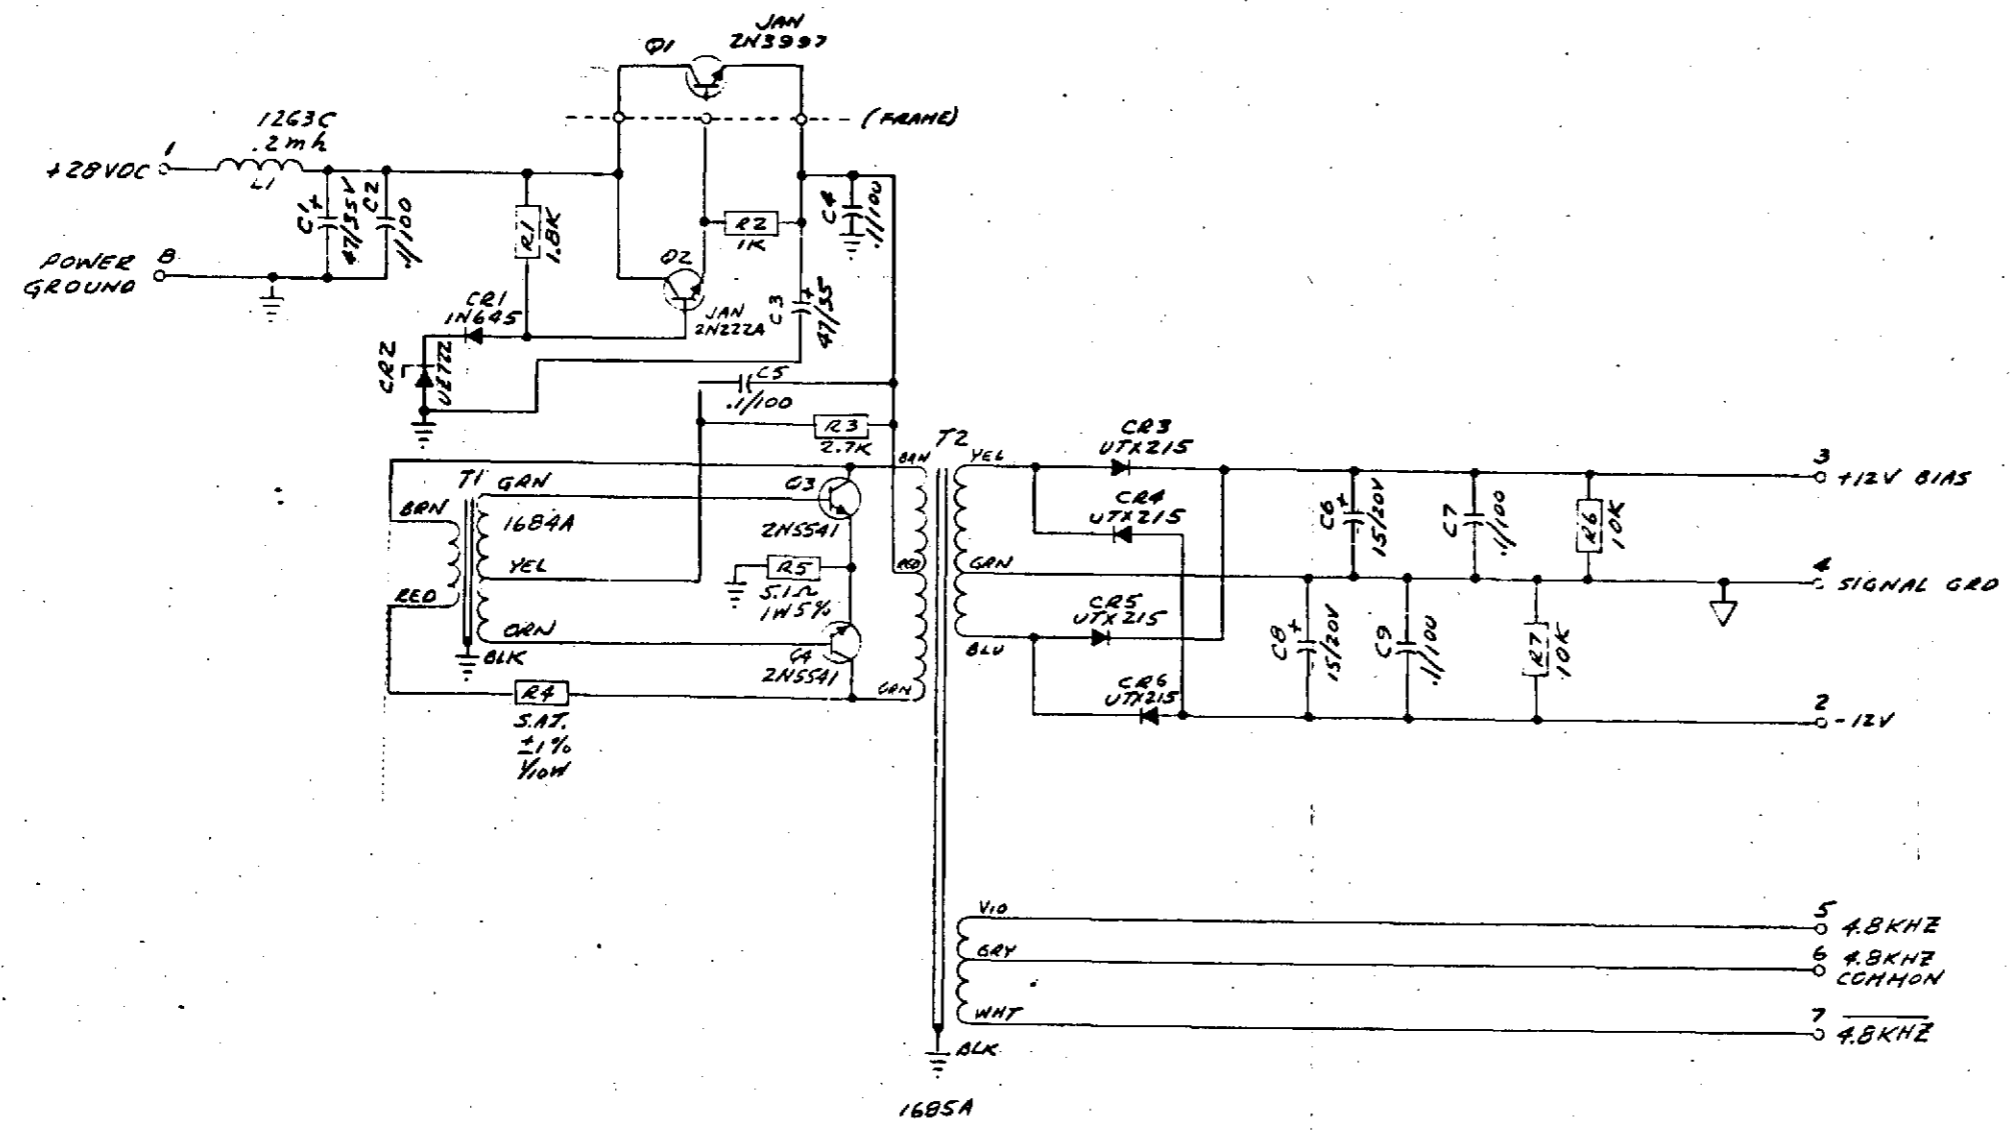 JAN
2N3997
Q1
(FRAME)
1263C
.2mh
L1
+28VDC
1
C1
+
47/35V
C2
.1/100
R1
1.8K
R2
1K
C4
.1/100
POWER
GROUND
8
Q2
JAN
2N222A
CR1
1N645
C3
+
47/35
CR2
UZ722
C5
.1/100
R3
2.7K
T1
GRN
1684A
BRN
YEL
RED
ORN
BLK
Q3
2N5541
R5
5.1Ω
1W5%
Q4
2N5541
R4
S.A.T.
±1%
1/10W
BRN
RED
GRN
T2
YEL
GRN
BLU
CR3
UTX215
CR4
UTX215
CR5
UTX215
CR6
UTX215
C6
+
15/20V
C7
.1/100
R6
10K
C8
+
15/20V
C9
.1/100
R7
10K
3
+12V BIAS
4
SIGNAL GRD
2
-12V
VIO
GRY
WHT
BLK
1685A
5
4.8KHZ
6
4.8KHZ
COMMON
7
4.8KHZ